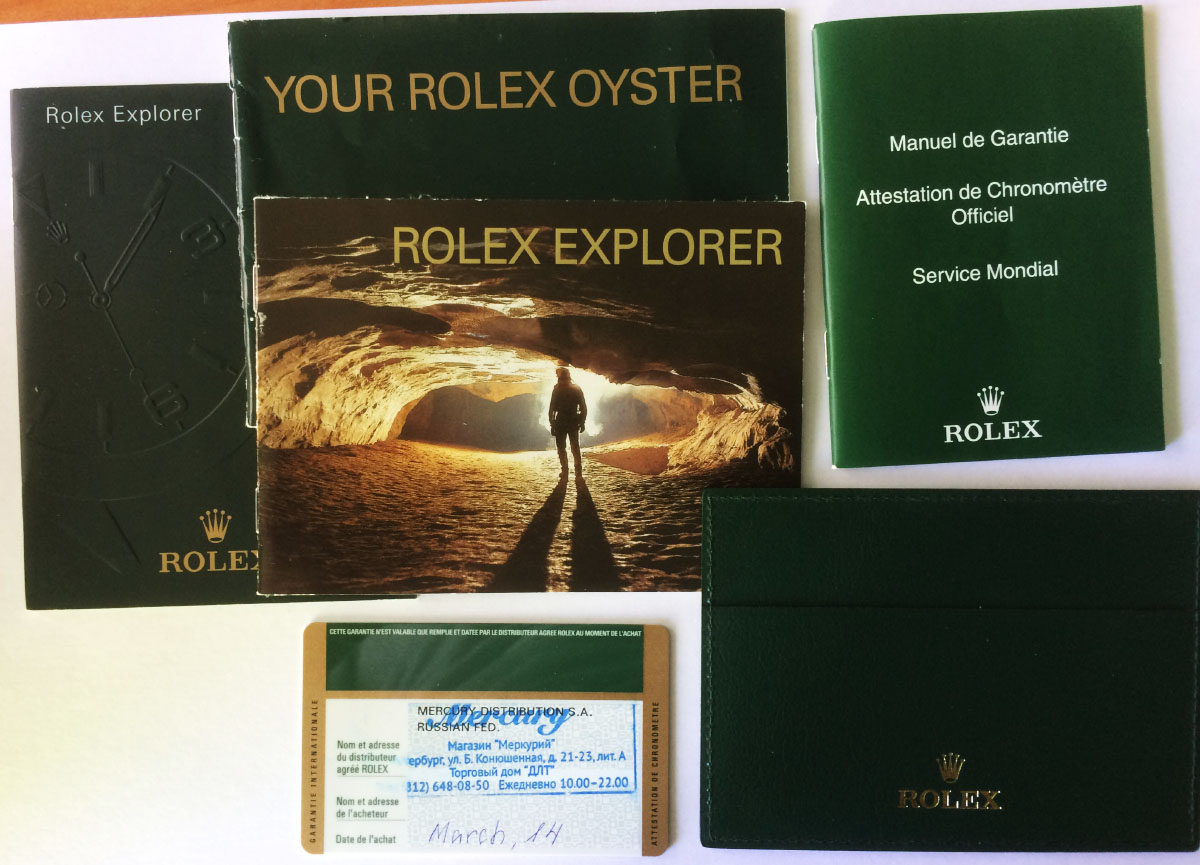 Rolex Explorer
ROLEX
YOUR ROLEX OYSTER
ROLEX EXPLORER
Manuel de Garantie
Attestation de Chronomètre
Officiel
Service Mondial
ROLEX
CETTE GARANTIE N'EST VALABLE QUE REMPLIE ET DATEE PAR LE DISTRIBUTEUR AGREE ROLEX AU MOMENT DE L'ACHAT
GARANTIE INTERNATIONALE
MERCURY DISTRIBUTION S.A.
Mercury
RUSSIAN FED.
Nom et adresse
du distributeur
agréé ROLEX
Магазин "Меркурий"
ербург, ул. Б. Конюшенная, д. 21-23, лит. А
Торговый дом "ДЛТ"
812) 648-08-50 Ежедневно 10.00–22.00
Nom et adresse
de l'acheteur
Date de l'achat
March, 14
ATTESTATION DE CHRONOMETRE
ROLEX